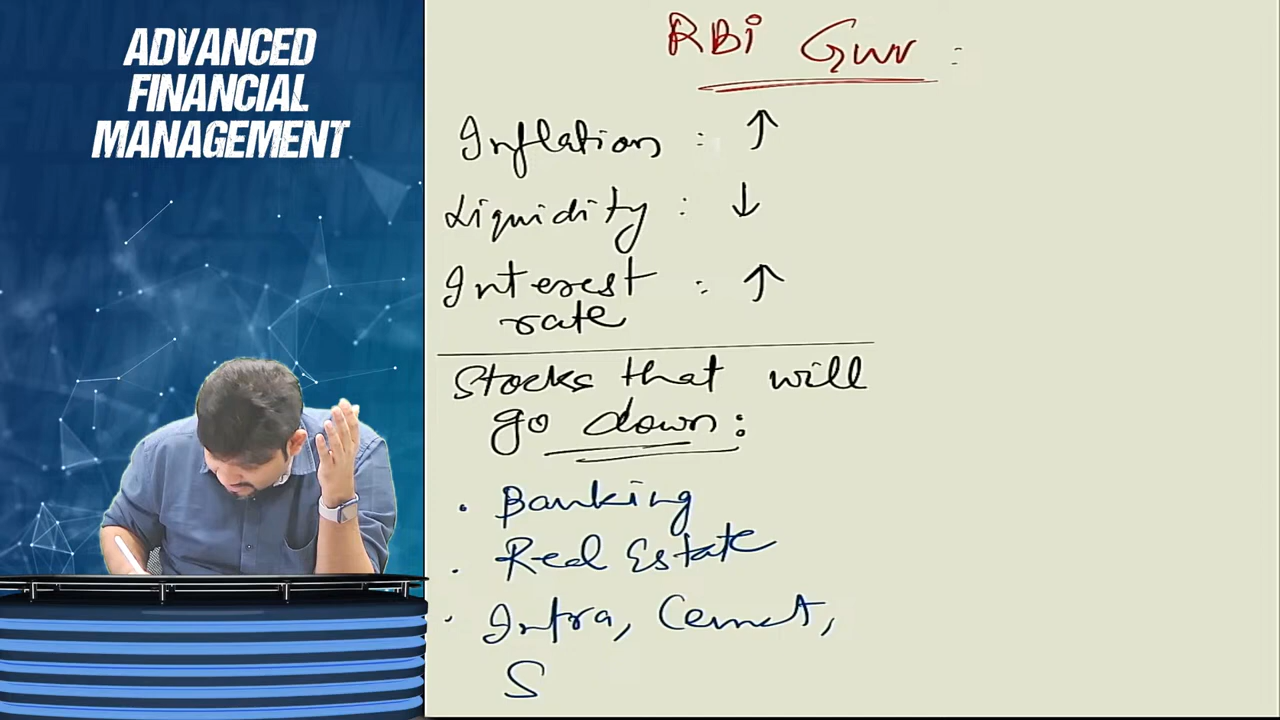 ADVANCED
FINANCIAL
MANAGEMENT
RBi Guv :
Inflation : ↑
Liquidity : ↓
Interest : ↑
rate
Stocks that will
go down :
• Banking
• Real Estate
• Infra, Cement,
S